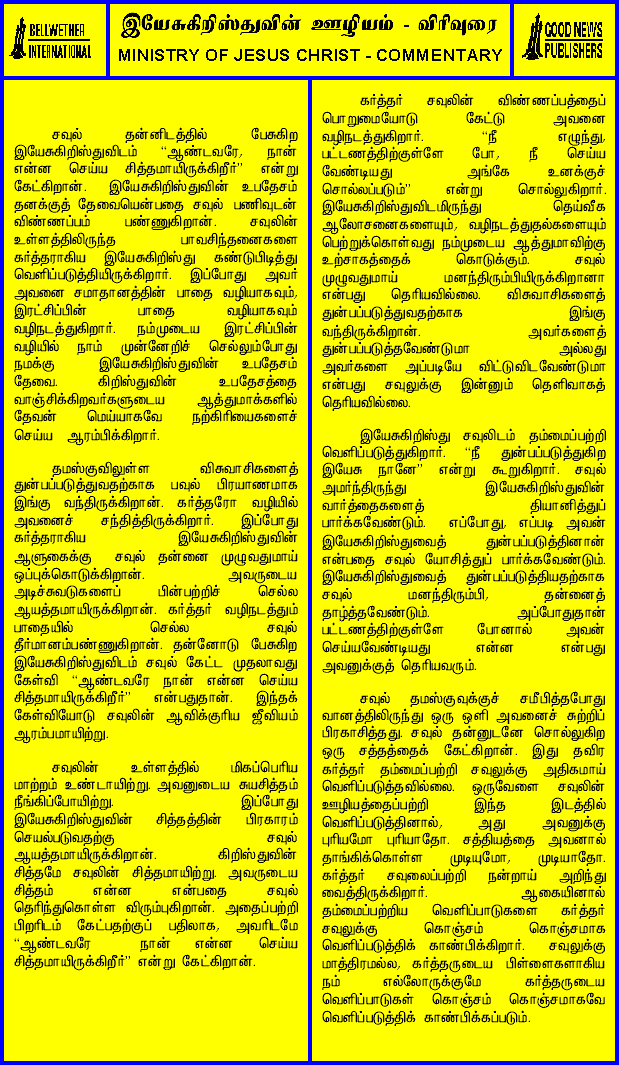 BELLWETHER
INTERNATIONAL
இயேசுகிறிஸ்துவின் ஊழியம் - விரிவுரை
MINISTRY OF JESUS CHRIST - COMMENTARY
GOOD NEWS
PUBLISHERS
சவுல் தன்னிடத்தில் பேசுகிற
இயேசுகிறிஸ்துவிடம் “ஆண்டவரே, நான்
என்ன செய்ய சித்தமாயிருக்கிறீர்” என்று
கேட்கிறான். இயேசுகிறிஸ்துவின் உபதேசம்
தனக்குத் தேவையென்பதை சவுல் பணிவுடன்
விண்ணப்பம் பண்ணுகிறான். சவுலின்
உள்ளத்திலிருந்த பாவசிந்தனைகளை
கர்த்தராகிய இயேசுகிறிஸ்து கண்டுபிடித்து
வெளிப்படுத்தியிருக்கிறார். இப்போது அவர்
அவனை சமாதானத்தின் பாதை வழியாகவும்,
இரட்சிப்பின் பாதை வழியாகவும்
வழிநடத்துகிறார். நம்முடைய இரட்சிப்பின்
வழியில் நாம் முன்னேறிச் செல்லும்போது
நமக்கு இயேசுகிறிஸ்துவின் உபதேசம்
தேவை. கிறிஸ்துவின் உபதேசத்தை
வாஞ்சிக்கிறவர்களுடைய ஆத்துமாக்களில்
தேவன் மெய்யாகவே நற்கிரியைகளைச்
செய்ய ஆரம்பிக்கிறார்.
தமஸ்குவிலுள்ள விசுவாசிகளைத்
துன்பப்படுத்துவதற்காக பவுல் பிரயாணமாக
இங்கு வந்திருக்கிறான். கர்த்தரோ வழியில்
அவனைச் சந்தித்திருக்கிறார். இப்போது
கர்த்தராகிய இயேசுகிறிஸ்துவின்
ஆளுகைக்கு சவுல் தன்னை முழுவதுமாய்
ஒப்புக்கொடுக்கிறான். அவருடைய
அடிச்சுவடுகளைப் பின்பற்றிச் செல்ல
ஆயத்தமாயிருக்கிறான். கர்த்தர் வழிநடத்தும்
பாதையில் செல்ல சவுல்
தீர்மானம்பண்ணுகிறான். தன்னோடு பேசுகிற
இயேசுகிறிஸ்துவிடம் சவுல் கேட்ட முதலாவது
கேள்வி “ஆண்டவரே நான் என்ன செய்ய
சித்தமாயிருக்கிறீர்” என்பதுதான். இந்தக்
கேள்வியோடு சவுலின் ஆவிக்குரிய ஜீவியம்
ஆரம்பமாயிற்று.
சவுலின் உள்ளத்தில் மிகப்பெரிய
மாற்றம் உண்டாயிற்று. அவனுடைய சுயசித்தம்
நீங்கிப்போயிற்று. இப்போது
இயேசுகிறிஸ்துவின் சித்தத்தின் பிரகாரம்
செயல்படுவதற்கு சவுல்
ஆயத்தமாயிருக்கிறான். கிறிஸ்துவின்
சித்தமே சவுலின் சித்தமாயிற்று. அவருடைய
சித்தம் என்ன என்பதை சவுல்
தெரிந்துகொள்ள விரும்புகிறான். அதைப்பற்றி
பிறரிடம் கேட்பதற்குப் பதிலாக, அவரிடமே
“ஆண்டவரே நான் என்ன செய்ய
சித்தமாயிருக்கிறீர்” என்று கேட்கிறான்.
கர்த்தர் சவுலின் விண்ணப்பத்தைப்
பொறுமையோடு கேட்டு அவனை
வழிநடத்துகிறார். “நீ எழுந்து,
பட்டணத்திற்குள்ளே போ, நீ செய்ய
வேண்டியது அங்கே உனக்குச்
சொல்லப்படும்” என்று சொல்லுகிறார்.
இயேசுகிறிஸ்துவிடமிருந்து தெய்வீக
ஆலோசனைகளையும், வழிநடத்துதல்களையும்
பெற்றுக்கொள்வது நம்முடைய ஆத்துமாவிற்கு
உற்சாகத்தைக் கொடுக்கும். சவுல்
முழுவதுமாய் மனந்திரும்பியிருக்கிறானா
என்பது தெரியவில்லை. விசுவாசிகளைத்
துன்பப்படுத்துவதற்காக இங்கு
வந்திருக்கிறான். அவர்களைத்
துன்பப்படுத்தவேண்டுமா அல்லது
அவர்களை அப்படியே விட்டுவிடவேண்டுமா
என்பது சவுலுக்கு இன்னும் தெளிவாகத்
தெரியவில்லை.
இயேசுகிறிஸ்து சவுலிடம் தம்மைப்பற்றி
வெளிப்படுத்துகிறார். “நீ துன்பப்படுத்துகிற
இயேசு நானே” என்று கூறுகிறார். சவுல்
அமர்ந்திருந்து இயேசுகிறிஸ்துவின்
வார்த்தைகளைத் தியானித்துப்
பார்க்கவேண்டும். எப்போது, எப்படி அவன்
இயேசுகிறிஸ்துவைத் துன்பப்படுத்தினான்
என்பதை சவுல் யோசித்துப் பார்க்கவேண்டும்.
இயேசுகிறிஸ்துவைத் துன்பப்படுத்தியதற்காக
சவுல் மனந்திரும்பி, தன்னைத்
தாழ்த்தவேண்டும். அப்போதுதான்
பட்டணத்திற்குள்ளே போனால் அவன்
செய்யவேண்டியது என்ன என்பது
அவனுக்குத் தெரியவரும்.
சவுல் தமஸ்குவுக்குச் சமீபித்தபோது
வானத்திலிருந்து ஒரு ஒளி அவனைச் சுற்றிப்
பிரகாசித்தது. சவுல் தன்னுடனே சொல்லுகிற
ஒரு சத்தத்தைக் கேட்கிறான். இது தவிர
கர்த்தர் தம்மைப்பற்றி சவுலுக்கு அதிகமாய்
வெளிப்படுத்தவில்லை. ஒருவேளை சவுலின்
ஊழியத்தைப்பற்றி இந்த இடத்தில்
வெளிப்படுத்தினால், அது அவனுக்கு
புரியமோ புரியாதோ. சத்தியத்தை அவனால்
தாங்கிக்கொள்ள முடியுமோ, முடியாதோ.
கர்த்தர் சவுலைப்பற்றி நன்றாய் அறிந்து
வைத்திருக்கிறார். ஆகையினால்
தம்மைப்பற்றிய வெளிப்பாடுகளை கர்த்தர்
சவுலுக்கு கொஞ்சம் கொஞ்சமாக
வெளிப்படுத்திக் காண்பிக்கிறார். சவுலுக்கு
மாத்திரமல்ல, கர்த்தருடைய பிள்ளைகளாகிய
நம் எல்லோருக்குமே கர்த்தருடைய
வெளிப்பாடுகள் கொஞ்சம் கொஞ்சமாகவே
வெளிப்படுத்திக் காண்பிக்கப்படும்.